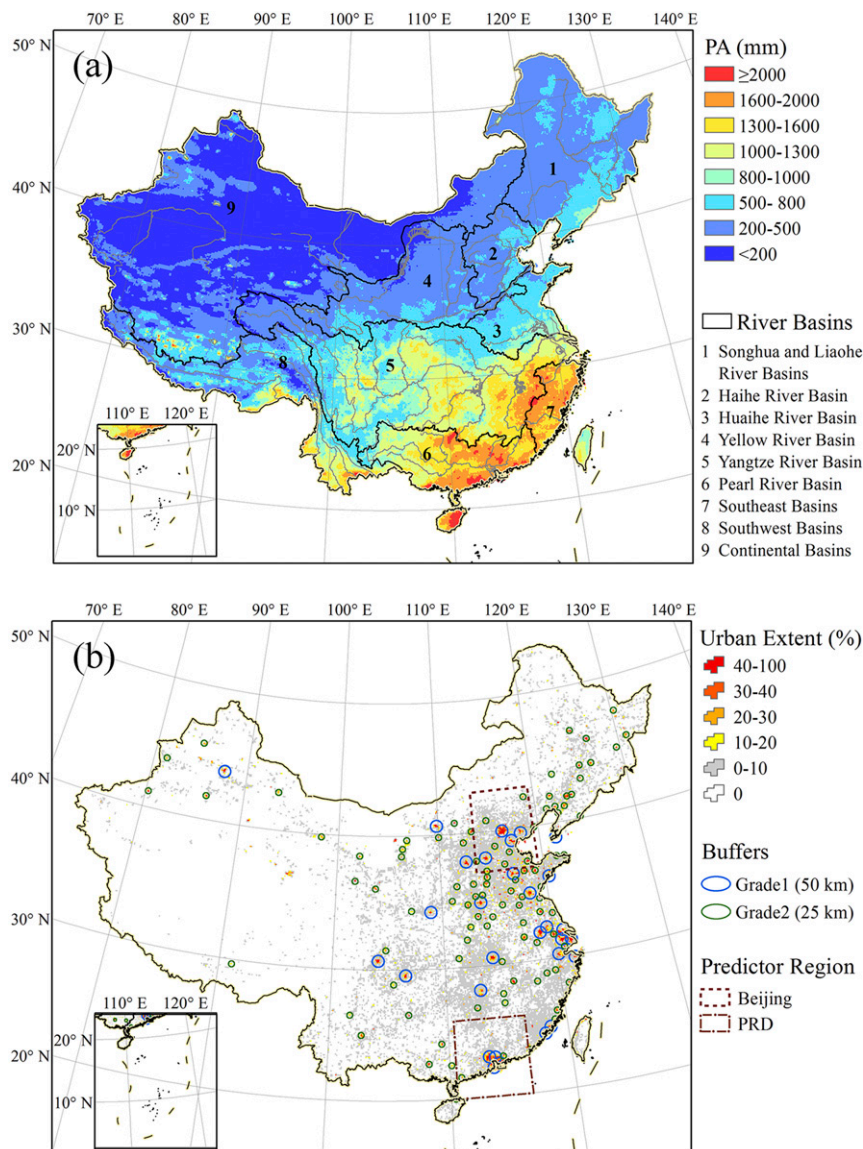 70° E 80° E 90° E 100° E 110° E 120° E 130° E 140° E
50° N
40° N
30° N
20° N
(a)
1
2
3
4
5
6
7
8
9
110° E 120° E
20° N
10° N
PA (mm)
≥2000
1600-2000
1300-1600
1000-1300
800-1000
500- 800
200-500
<200
River Basins
1 Songhua and Liaohe
River Basins
2 Haihe River Basin
3 Huaihe River Basin
4 Yellow River Basin
5 Yangtze River Basin
6 Pearl River Basin
7 Southeast Basins
8 Southwest Basins
9 Continental Basins
70° E 80° E 90° E 100° E 110° E 120° E 130° E 140° E
50° N
40° N
30° N
20° N
(b)
110° E 120° E
20° N
10° N
Urban Extent (%)
40-100
30-40
20-30
10-20
0-10
0
Buffers
Grade1 (50 km)
Grade2 (25 km)
Predictor Region
Beijing
PRD